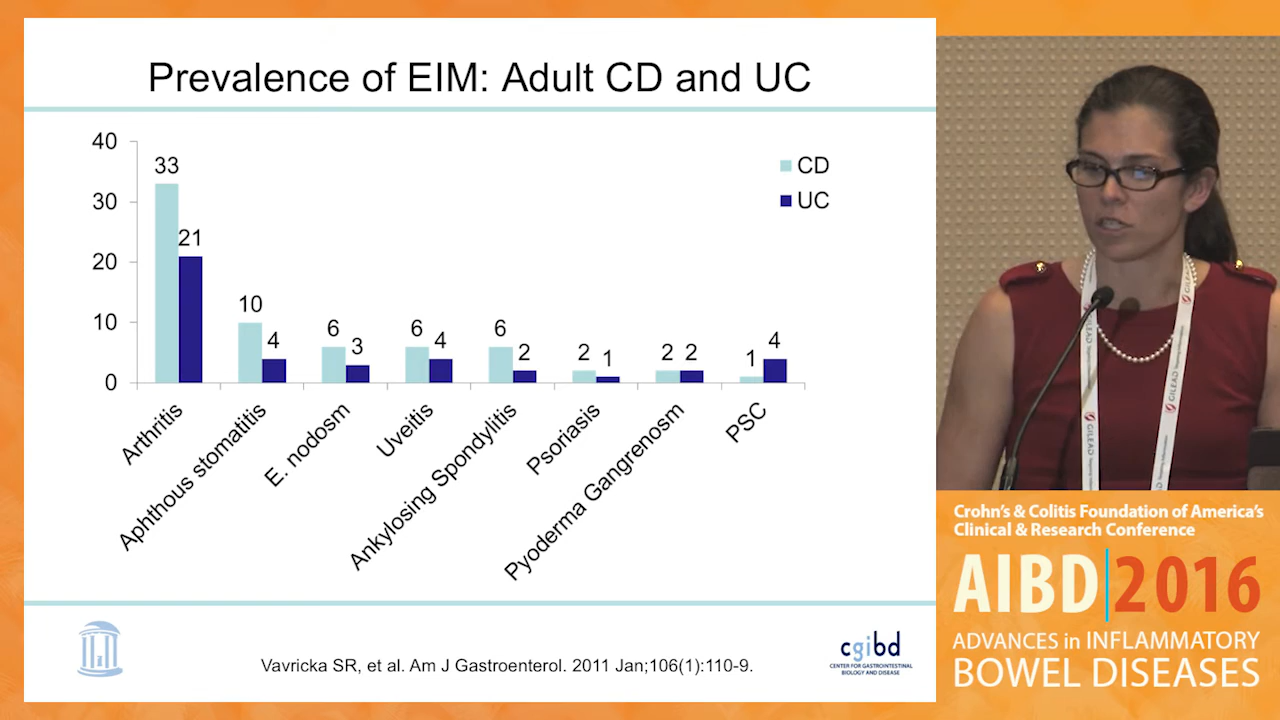 Prevalence of EIM: Adult CD and UC
40
30
20
10
0
33
21
10
4
6
3
6
4
6
2
2
1
2
2
1
4
CD
UC
Arthritis
Aphthous stomatitis
E. nodosm
Uveitis
Ankylosing Spondylitis
Psoriasis
Pyoderma Gangrenosm
PSC
Vavricka SR, et al. Am J Gastroenterol. 2011 Jan;106(1):110-9.
cgibd
CENTER FOR GASTROINTESTINAL
BIOLOGY AND DISEASE
GILEAD
GILEAD
GILEAD
Crohn's & Colitis Foundation of America's
Clinical & Research Conference
AIBD|2016
ADVANCES in INFLAMMATORY
BOWEL DISEASES